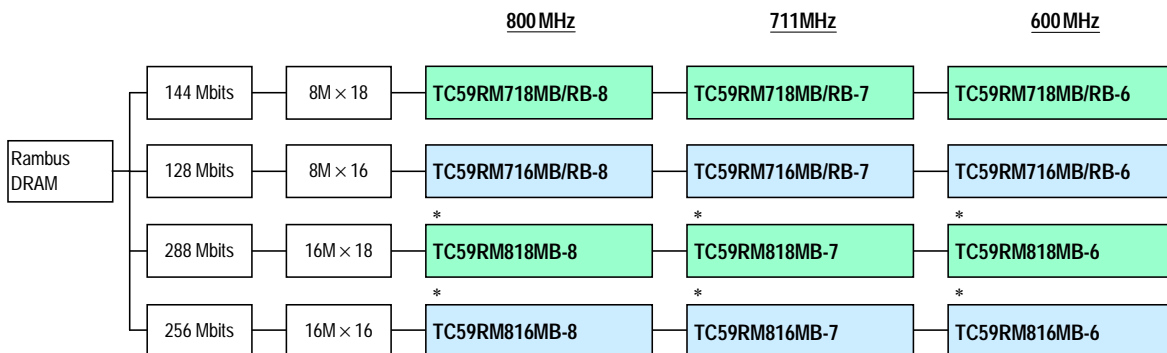 800 MHz 711MHz 600 MHz
144 Mbits 8M × 18 TC59RM718MB/RB-8 TC59RM718MB/RB-7 TC59RM718MB/RB-6
Rambus
DRAM
128 Mbits 8M × 16 TC59RM716MB/RB-8 TC59RM716MB/RB-7 TC59RM716MB/RB-6
* * *
288 Mbits 16M × 18 TC59RM818MB-8 TC59RM818MB-7 TC59RM818MB-6
* * *
256 Mbits 16M × 16 TC59RM816MB-8 TC59RM816MB-7 TC59RM816MB-6